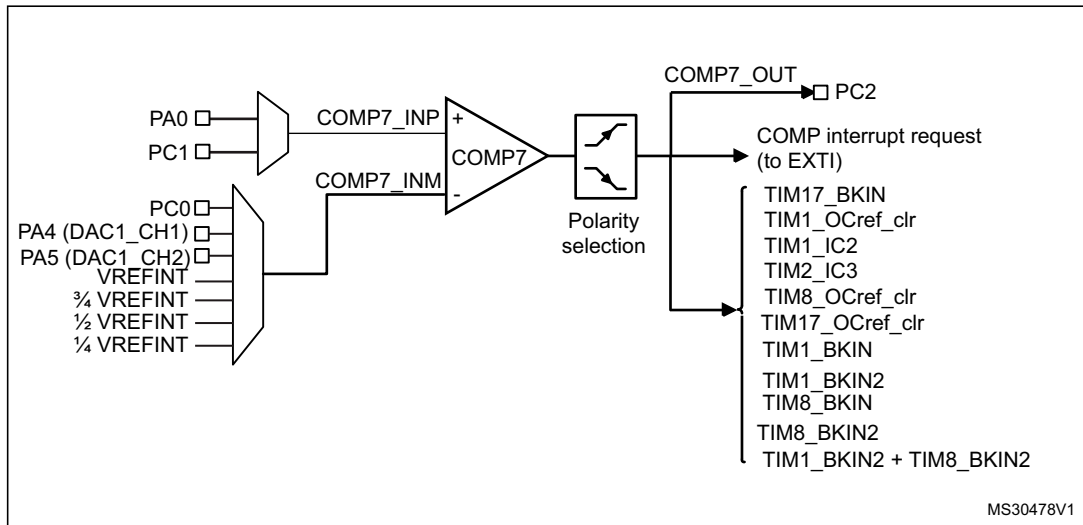 PA0
PC1
COMP7_INP
+
COMP7
COMP7_INM
-
PC0
PA4 (DAC1_CH1)
PA5 (DAC1_CH2)
VREFINT
¾ VREFINT
½ VREFINT
¼ VREFINT
Polarity
selection
COMP7_OUT
PC2
COMP interrupt request
(to EXTI)
TIM17_BKIN
TIM1_OCref_clr
TIM1_IC2
TIM2_IC3
TIM8_OCref_clr
TIM17_OCref_clr
TIM1_BKIN
TIM1_BKIN2
TIM8_BKIN
TIM8_BKIN2
TIM1_BKIN2 + TIM8_BKIN2
MS30478V1